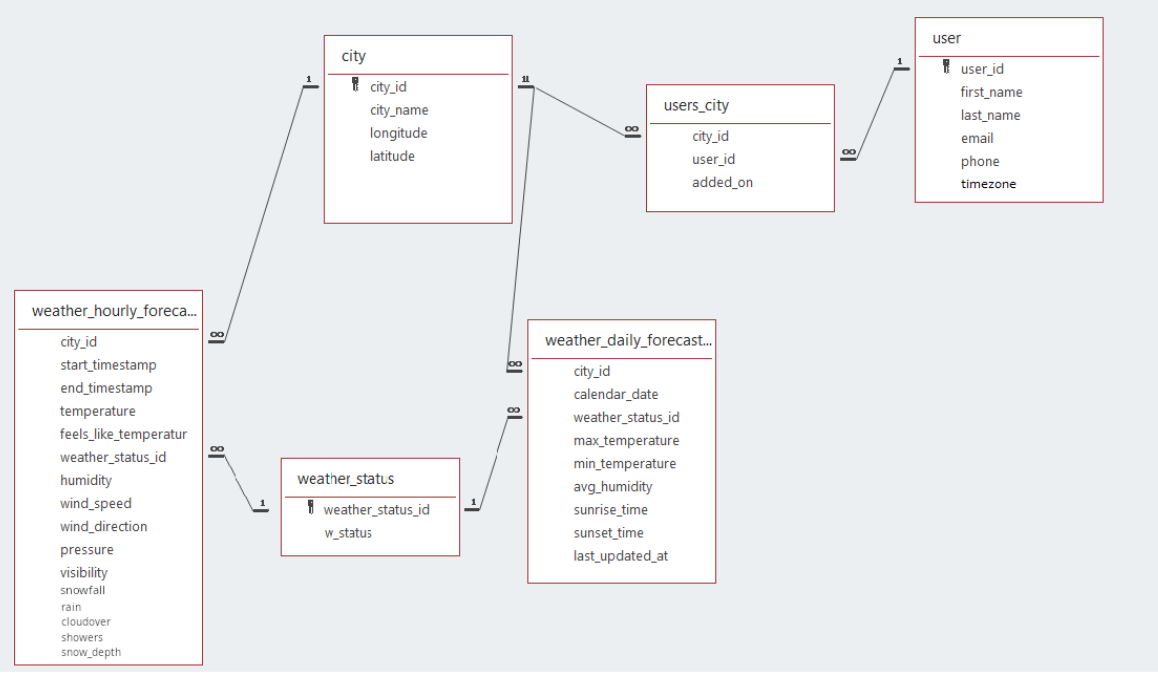 city
city_id
city_name
longitude
latitude
1
1
1
users_city
city_id
user_id
added_on
∞
∞
user
user_id
first_name
last_name
email
phone
timezone
1
weather_hourly_foreca...
city_id
start_timestamp
end_timestamp
temperature
feels_like_temperatur
weather_status_id
humidity
wind_speed
wind_direction
pressure
visibility
snowfall
rain
cloudover
showers
snow_depth
∞
∞
weather_status
weather_status_id
w_status
1
1
weather_daily_forecast...
city_id
calendar_date
weather_status_id
max_temperature
min_temperature
avg_humidity
sunrise_time
sunset_time
last_updated_at
∞
∞